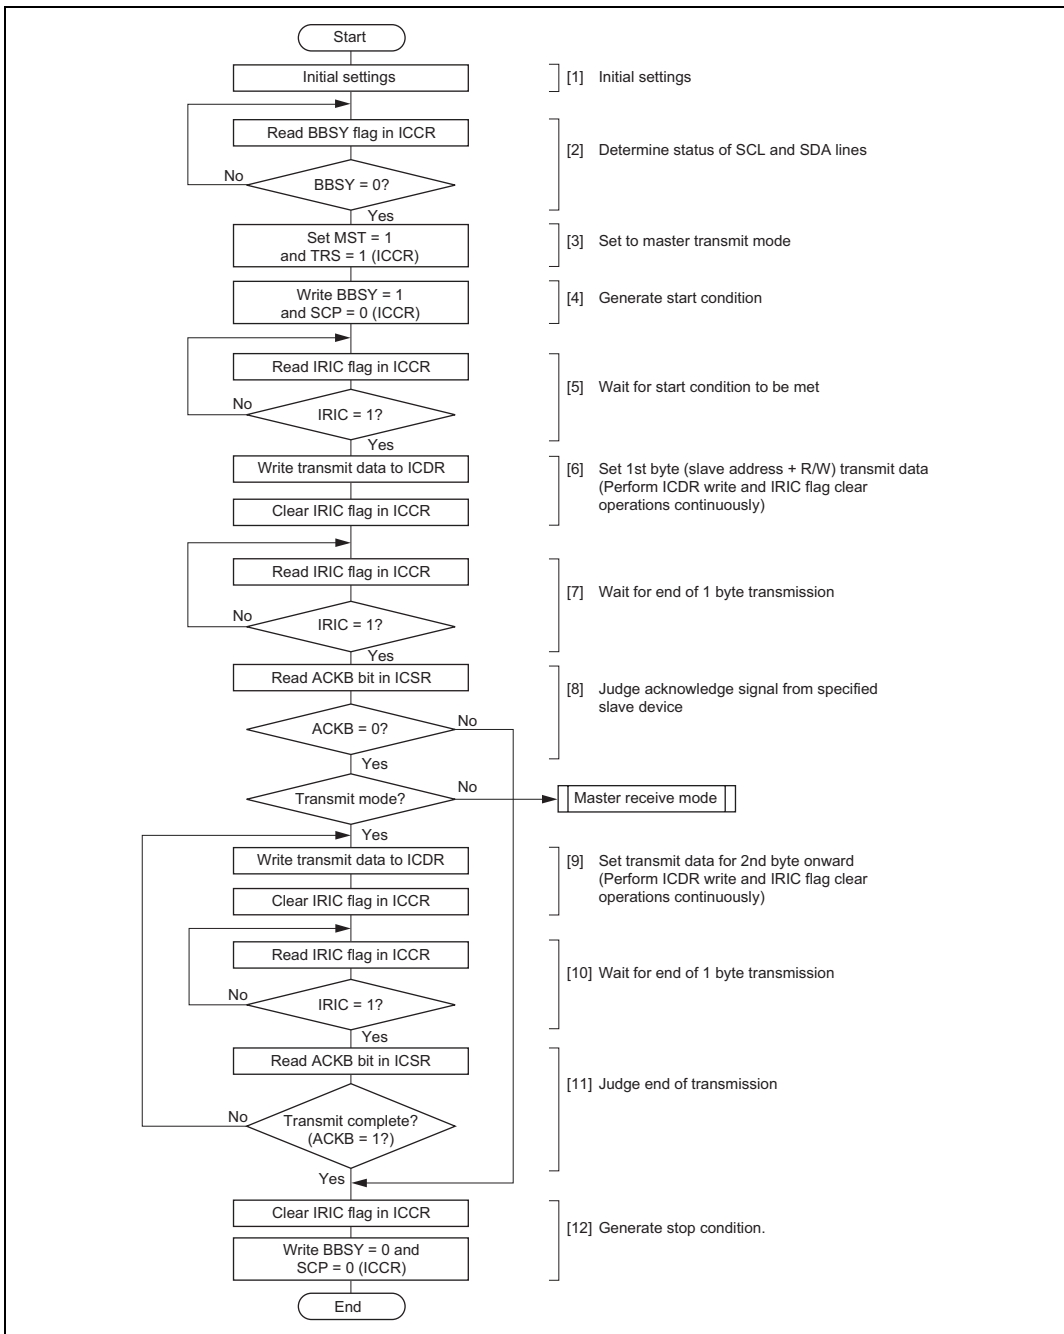 Start
Initial settings
[1] Initial settings
Read BBSY flag in ICCR
[2] Determine status of SCL and SDA lines
No
BBSY = 0?
Yes
Set MST = 1
and TRS = 1 (ICCR)
[3] Set to master transmit mode
Write BBSY = 1
and SCP = 0 (ICCR)
[4] Generate start condition
Read IRIC flag in ICCR
[5] Wait for start condition to be met
No
IRIC = 1?
Yes
Write transmit data to ICDR
[6] Set 1st byte (slave address + R/W) transmit data
(Perform ICDR write and IRIC flag clear
operations continuously)
Clear IRIC flag in ICCR
Read IRIC flag in ICCR
[7] Wait for end of 1 byte transmission
No
IRIC = 1?
Yes
Read ACKB bit in ICSR
[8] Judge acknowledge signal from specified
slave device
ACKB = 0?
No
Yes
Transmit mode?
No
Master receive mode
Yes
Write transmit data to ICDR
[9] Set transmit data for 2nd byte onward
(Perform ICDR write and IRIC flag clear
operations continuously)
Clear IRIC flag in ICCR
Read IRIC flag in ICCR
[10] Wait for end of 1 byte transmission
No
IRIC = 1?
Yes
Read ACKB bit in ICSR
[11] Judge end of transmission
No
Transmit complete?
(ACKB = 1?)
Yes
Clear IRIC flag in ICCR
[12] Generate stop condition.
Write BBSY = 0 and
SCP = 0 (ICCR)
End